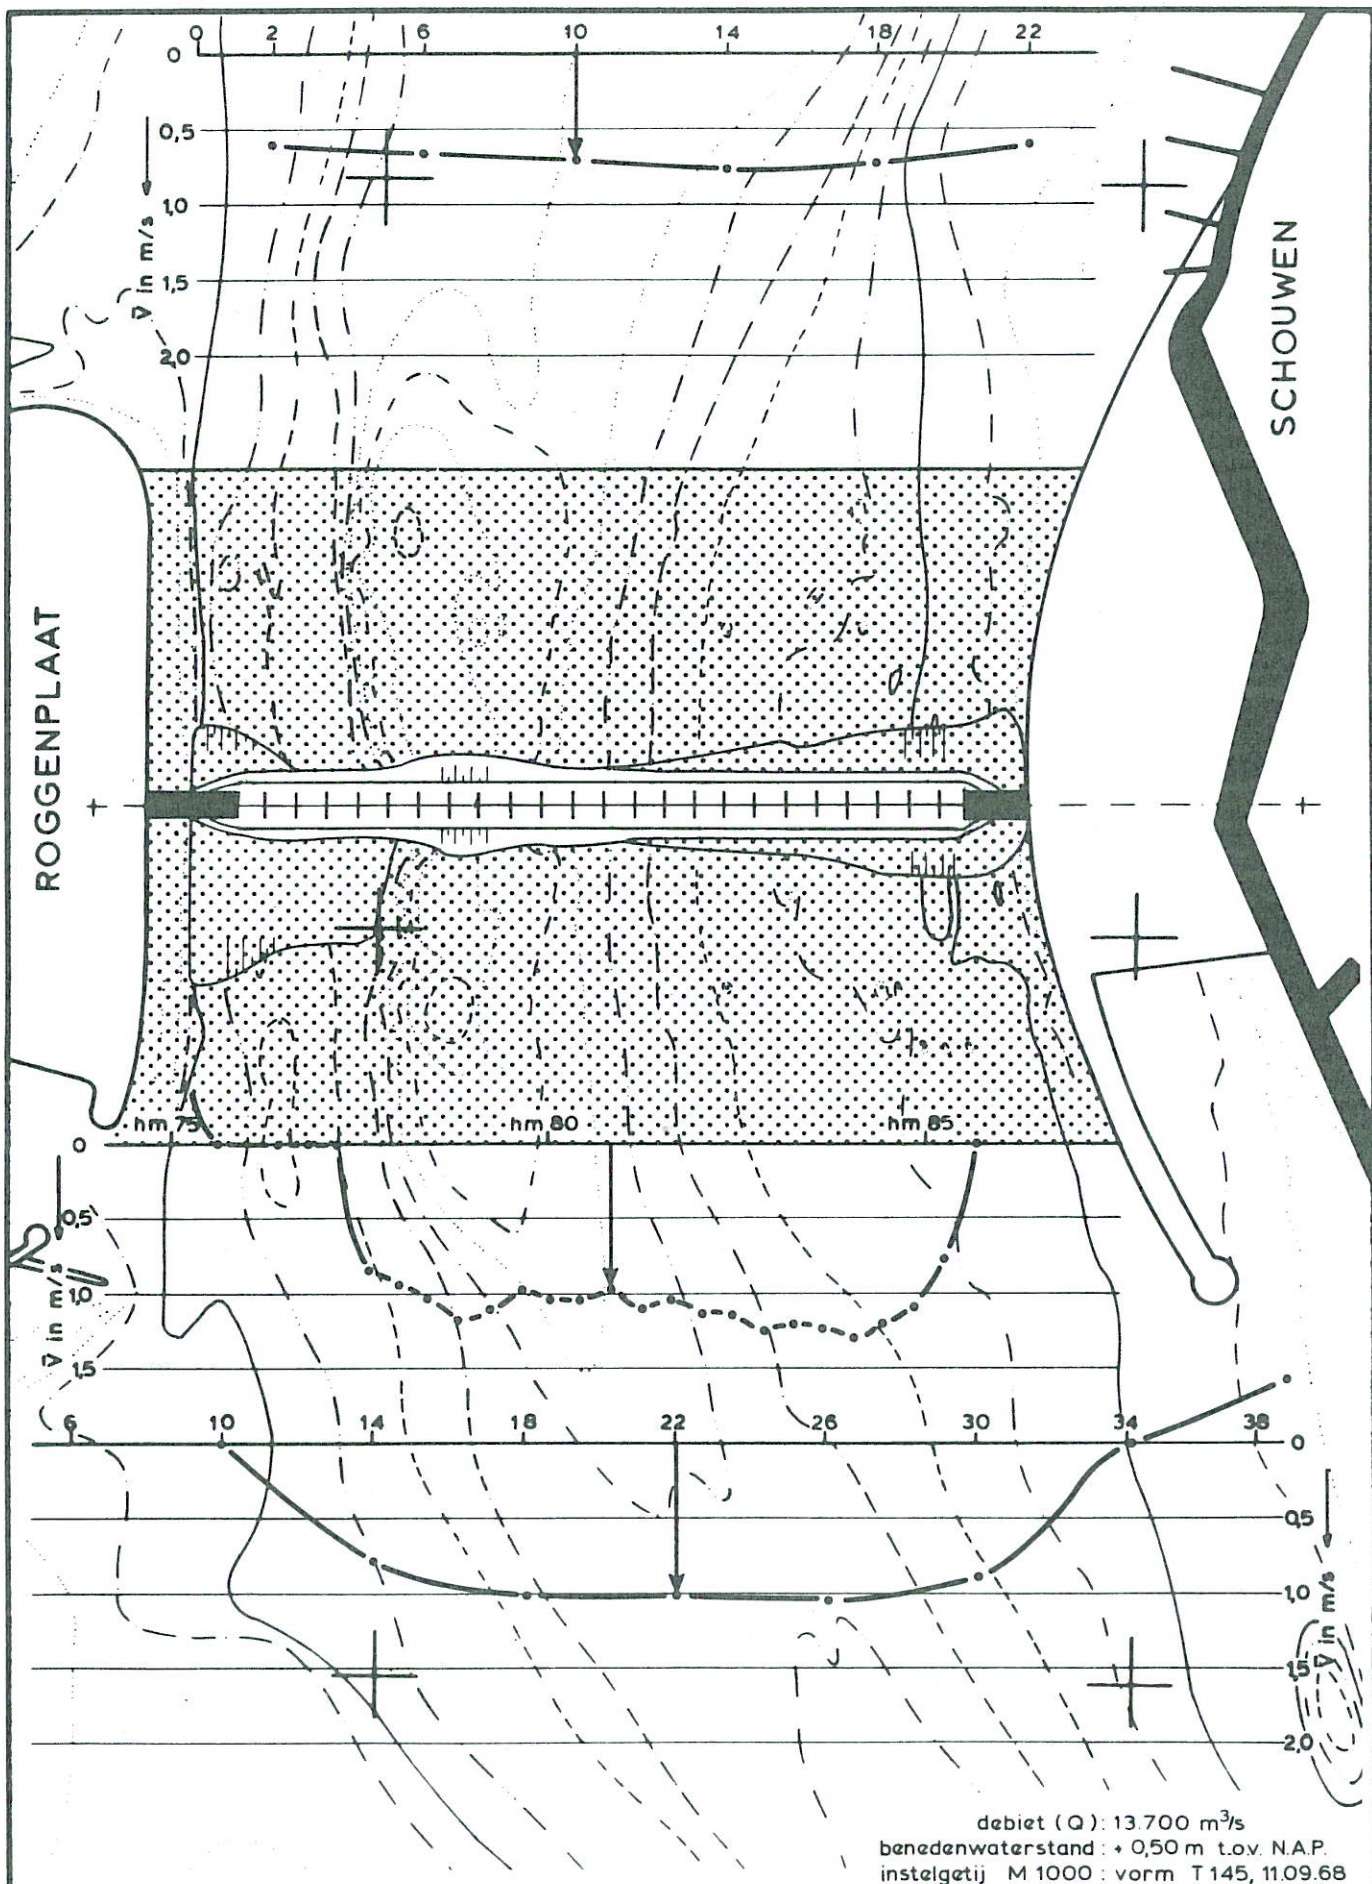 0 2 6 10 14 18 22
0
0,5
1,0
v̄ in m/s
1,5
2,0
SCHOUWEN
ROGGENPLAAT
hm 75 hm 80 hm 85
0
0,5
v̄ in m/s
1,0
1,5
6 10 14 18 22 26 30 34 38
0
0,5
1,0
v̄ in m/s
1,5
2,0
debiet (Q): 13.700 m³/s
benedenwaterstand : + 0,50 m t.o.v. N.A.P.
instelgetij M 1000 : vorm T 145, 11.09.68